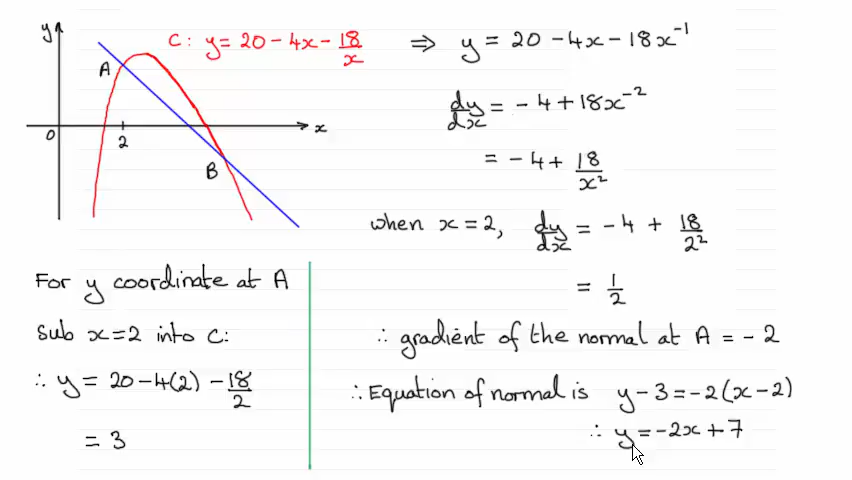 y
C: y = 20 - 4x - 18/x ⇒ y = 20 - 4x - 18x⁻¹
A
dy/dx = -4 + 18x⁻²
0 2 x
B
= -4 + 18/x²
when x = 2, dy/dx = -4 + 18/2²
= 1/2
∴ gradient of the normal at A = -2
∴ Equation of normal is y - 3 = -2(x - 2)
∴ y = -2x + 7
For y coordinate at A
sub x = 2 into C:
∴ y = 20 - 4(2) - 18/2
= 3